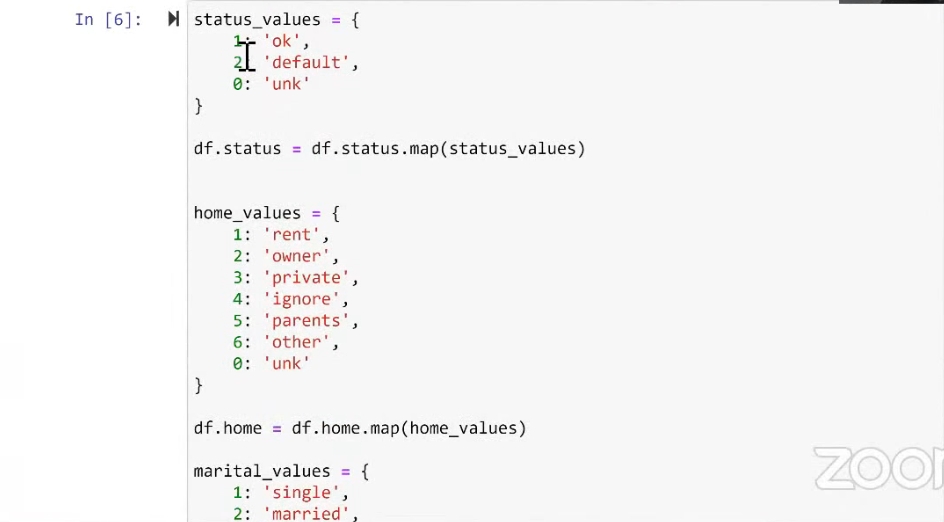 In [6]:
status_values = {
1: 'ok',
2: 'default',
0: 'unk'
}
df.status = df.status.map(status_values)
home_values = {
1: 'rent',
2: 'owner',
3: 'private',
4: 'ignore',
5: 'parents',
6: 'other',
0: 'unk'
}
df.home = df.home.map(home_values)
marital_values = {
1: 'single',
2: 'married',
zoom